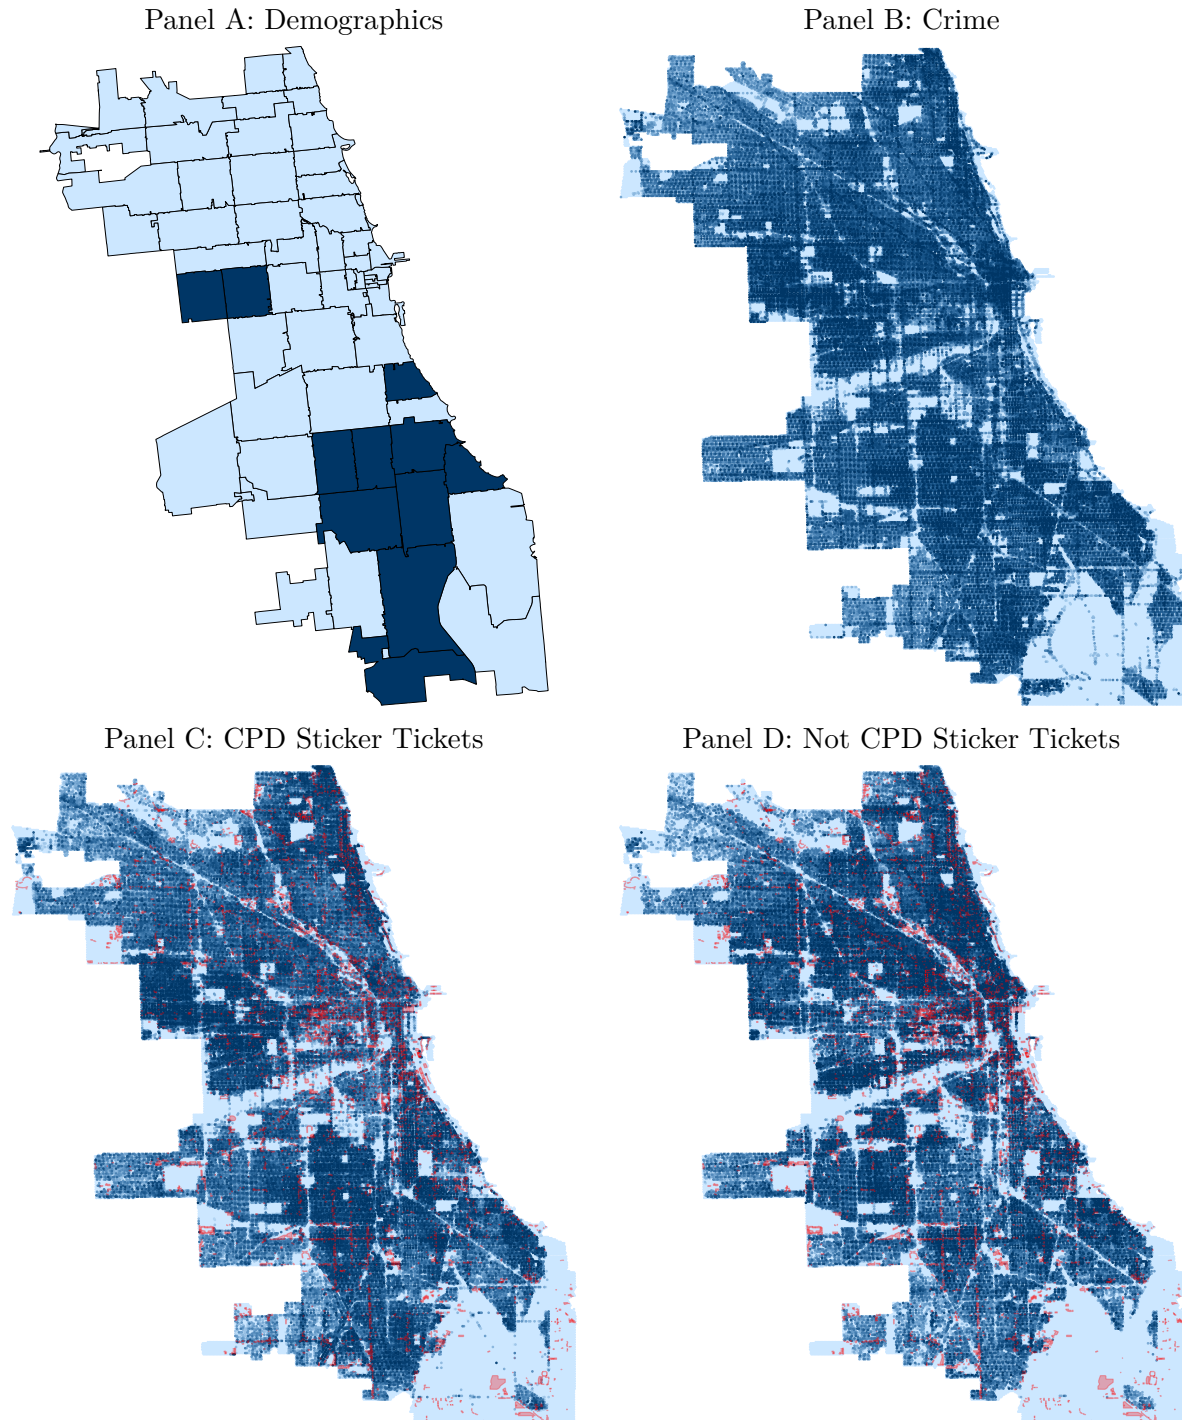 Panel A: Demographics
Panel B: Crime
Panel C: CPD Sticker Tickets
Panel D: Not CPD Sticker Tickets